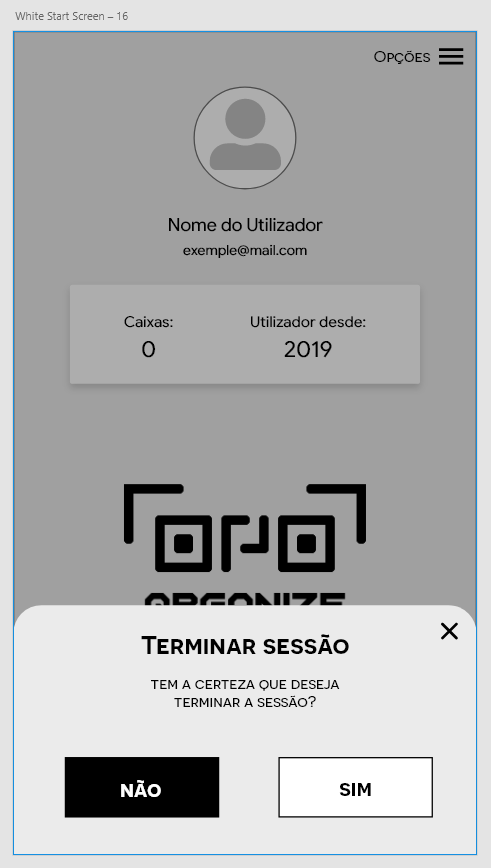 White Start Screen – 16
Opções
Nome do Utilizador
exemple@mail.com
Caixas:
Utilizador desde:
0
2019
ORGANIZE
Terminar sessão
tem a certeza que deseja
terminar a sessão?
NÃO
SIM